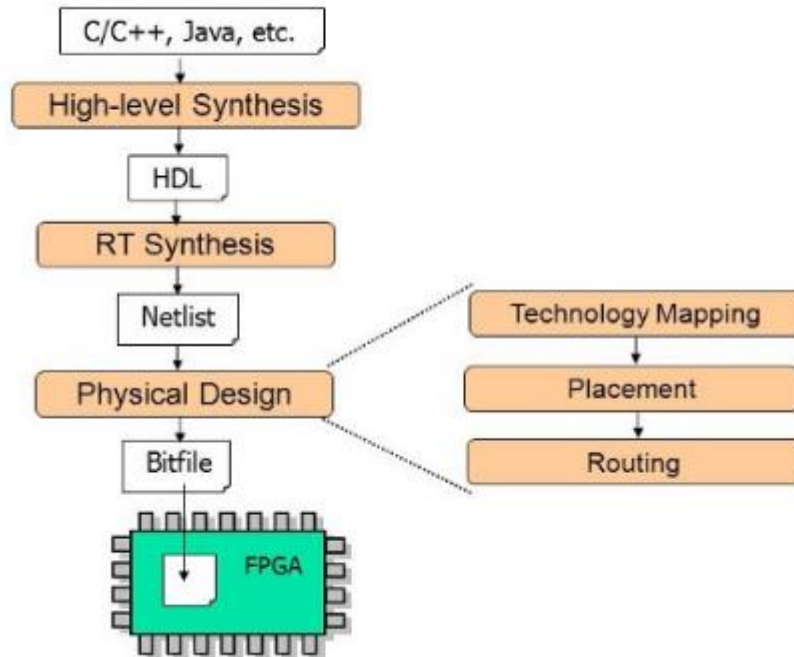 C/C++, Java, etc.
High-level Synthesis
HDL
RT Synthesis
Netlist
Physical Design
Bitfile
FPGA
Technology Mapping
Placement
Routing